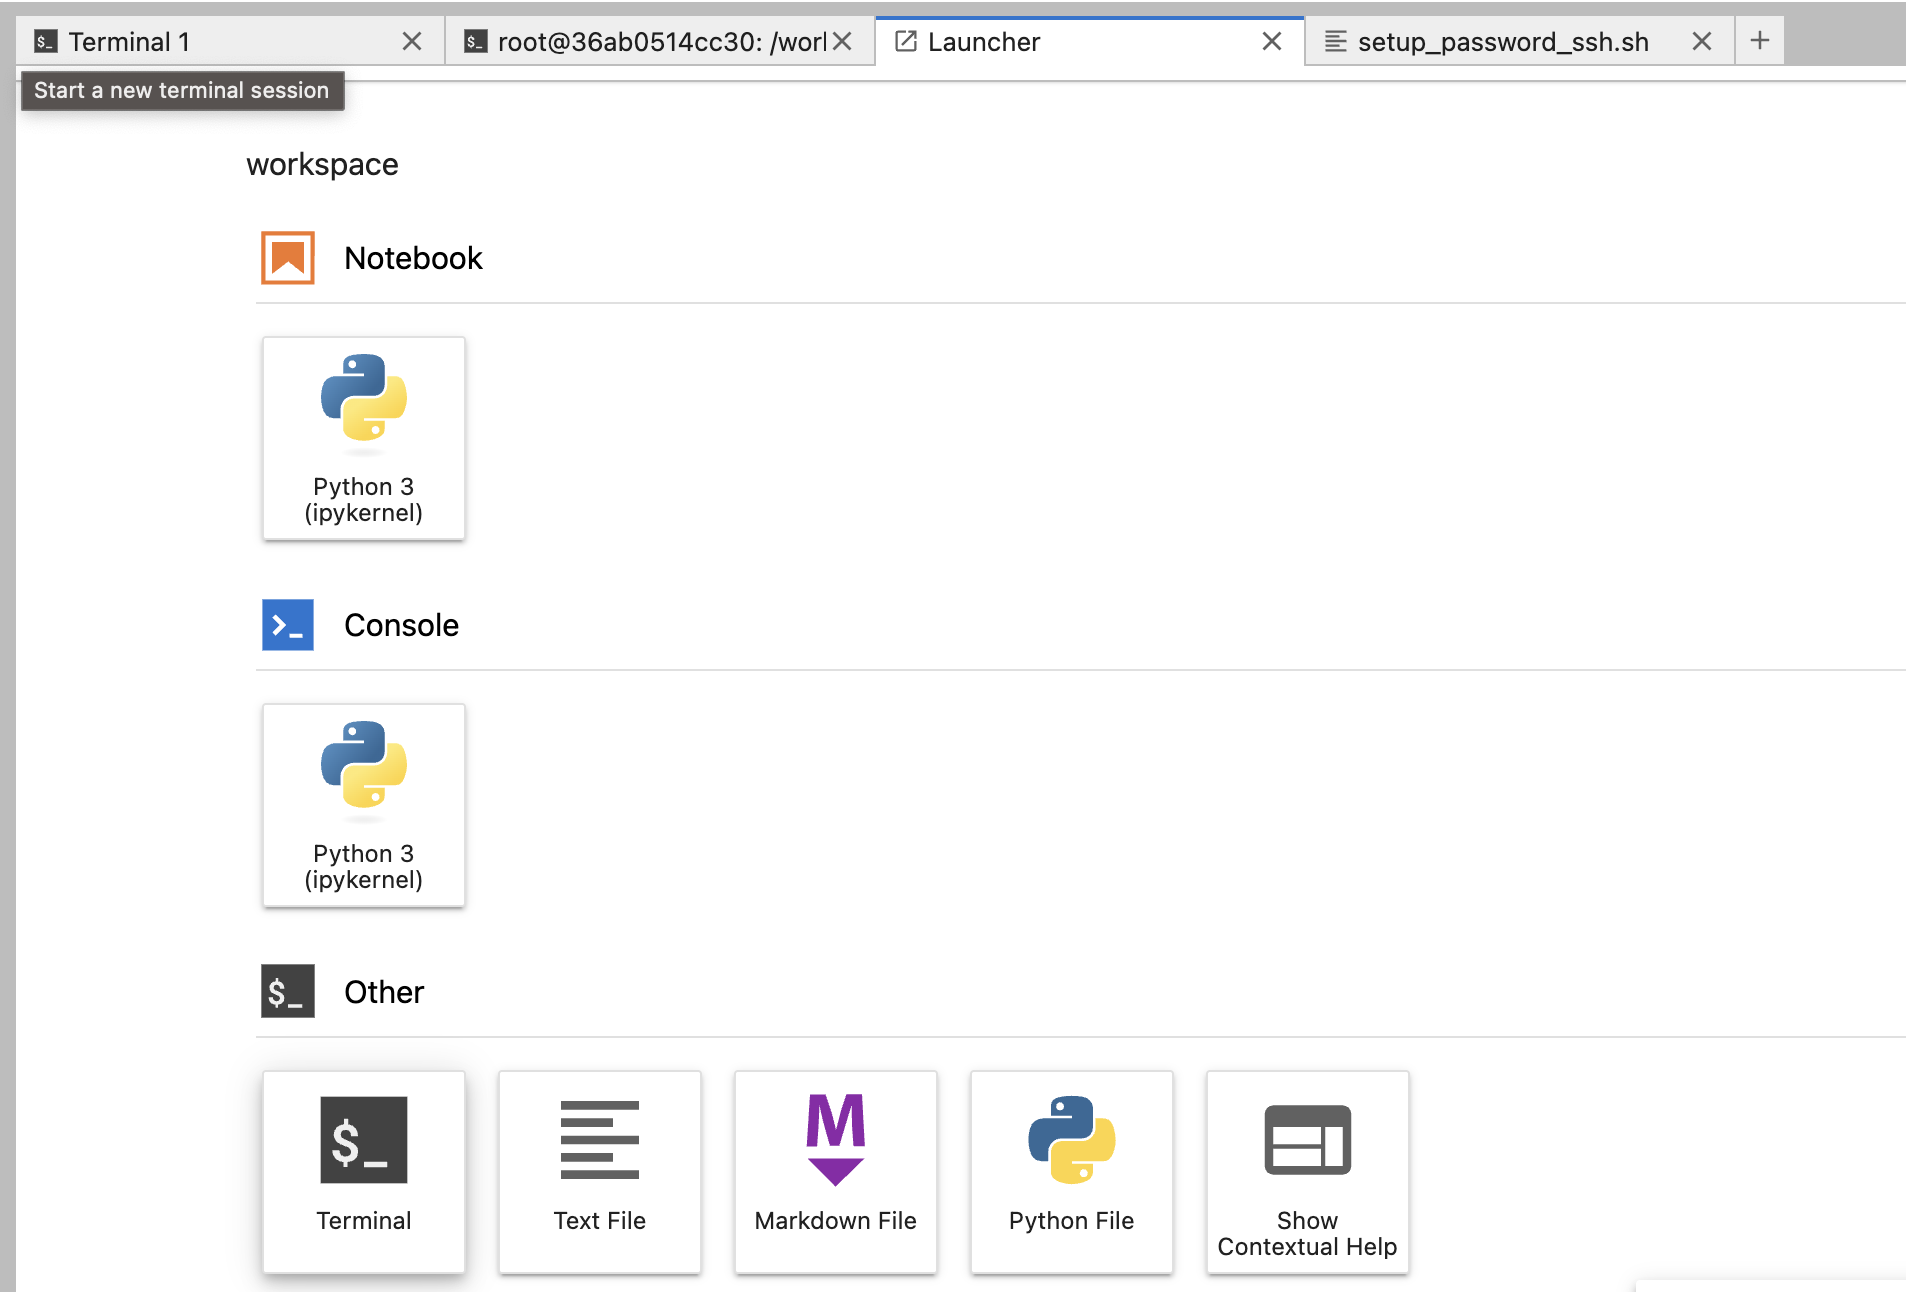 $_ Terminal 1
$_ root@36ab0514cc30: /worl
Launcher
setup_password_ssh.sh
Start a new terminal session
workspace
Notebook
Python 3
(ipykernel)
Console
Python 3
(ipykernel)
$_ Other
$_
Terminal
Text File
M
Markdown File
Python File
Show
Contextual Help